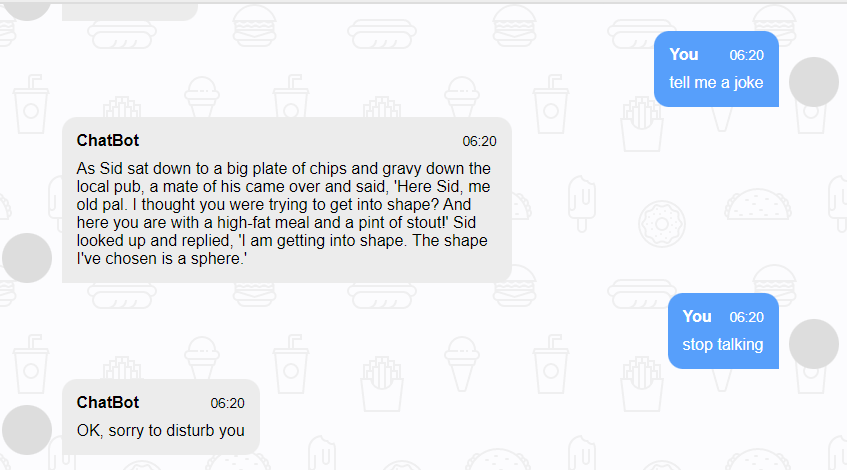 You 06:20
tell me a joke
ChatBot 06:20
As Sid sat down to a big plate of chips and gravy down the
local pub, a mate of his came over and said, 'Here Sid, me
old pal. I thought you were trying to get into shape? And
here you are with a high-fat meal and a pint of stout!' Sid
looked up and replied, 'I am getting into shape. The shape
I've chosen is a sphere.'
You 06:20
stop talking
ChatBot 06:20
OK, sorry to disturb you